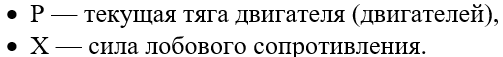 • P — текущая тяга двигателя (двигателей),
• X — сила лобового сопротивления.